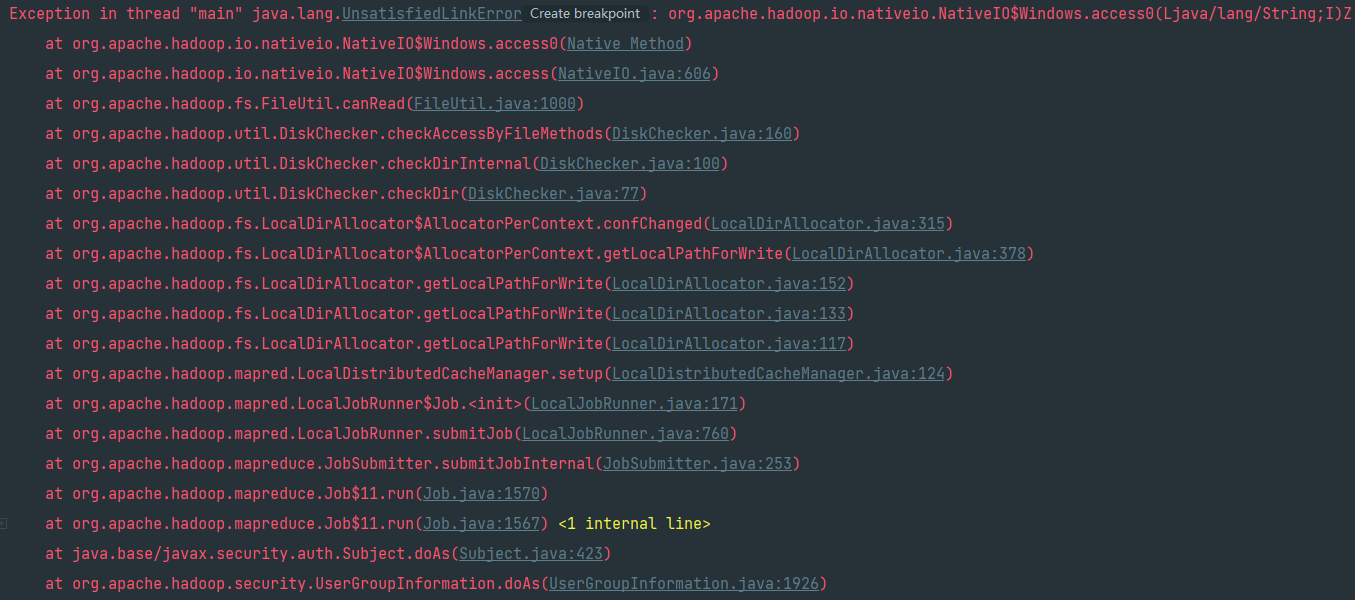 Exception in thread "main" java.lang.UnsatisfiedLinkError Create breakpoint : org.apache.hadoop.io.nativeio.NativeIO$Windows.access0(Ljava/lang/String;I)Z
at org.apache.hadoop.io.nativeio.NativeIO$Windows.access0(Native Method)
at org.apache.hadoop.io.nativeio.NativeIO$Windows.access(NativeIO.java:606)
at org.apache.hadoop.fs.FileUtil.canRead(FileUtil.java:1000)
at org.apache.hadoop.util.DiskChecker.checkAccessByFileMethods(DiskChecker.java:160)
at org.apache.hadoop.util.DiskChecker.checkDirInternal(DiskChecker.java:100)
at org.apache.hadoop.util.DiskChecker.checkDir(DiskChecker.java:77)
at org.apache.hadoop.fs.LocalDirAllocator$AllocatorPerContext.confChanged(LocalDirAllocator.java:315)
at org.apache.hadoop.fs.LocalDirAllocator$AllocatorPerContext.getLocalPathForWrite(LocalDirAllocator.java:378)
at org.apache.hadoop.fs.LocalDirAllocator.getLocalPathForWrite(LocalDirAllocator.java:152)
at org.apache.hadoop.fs.LocalDirAllocator.getLocalPathForWrite(LocalDirAllocator.java:133)
at org.apache.hadoop.fs.LocalDirAllocator.getLocalPathForWrite(LocalDirAllocator.java:117)
at org.apache.hadoop.mapred.LocalDistributedCacheManager.setup(LocalDistributedCacheManager.java:124)
at org.apache.hadoop.mapred.LocalJobRunner$Job.<init>(LocalJobRunner.java:171)
at org.apache.hadoop.mapred.LocalJobRunner.submitJob(LocalJobRunner.java:760)
at org.apache.hadoop.mapreduce.JobSubmitter.submitJobInternal(JobSubmitter.java:253)
at org.apache.hadoop.mapreduce.Job$11.run(Job.java:1570)
at org.apache.hadoop.mapreduce.Job$11.run(Job.java:1567) <1 internal line>
at java.base/javax.security.auth.Subject.doAs(Subject.java:423)
at org.apache.hadoop.security.UserGroupInformation.doAs(UserGroupInformation.java:1926)